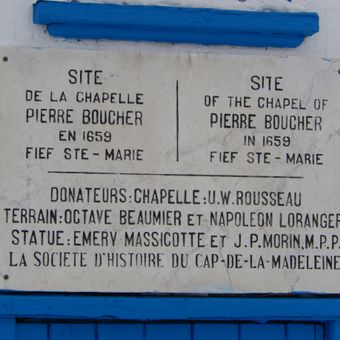 SITE
DE LA CHAPELLE
PIERRE BOUCHER
EN 1659
FIEF STE-MARIE
SITE
OF THE CHAPEL OF
PIERRE BOUCHER
IN 1659
FIEF STE-MARIE
DONATEURS: CHAPELLE: U.W. ROUSSEAU
TERRAIN: OCTAVE BEAUMIER ET NAPOLEON LORANGER
STATUE: EMERY MASSICOTTE ET J.P. MORIN, M.P.P.
LA SOCIETE D'HISTOIRE DU CAP-DE-LA-MADELEINE